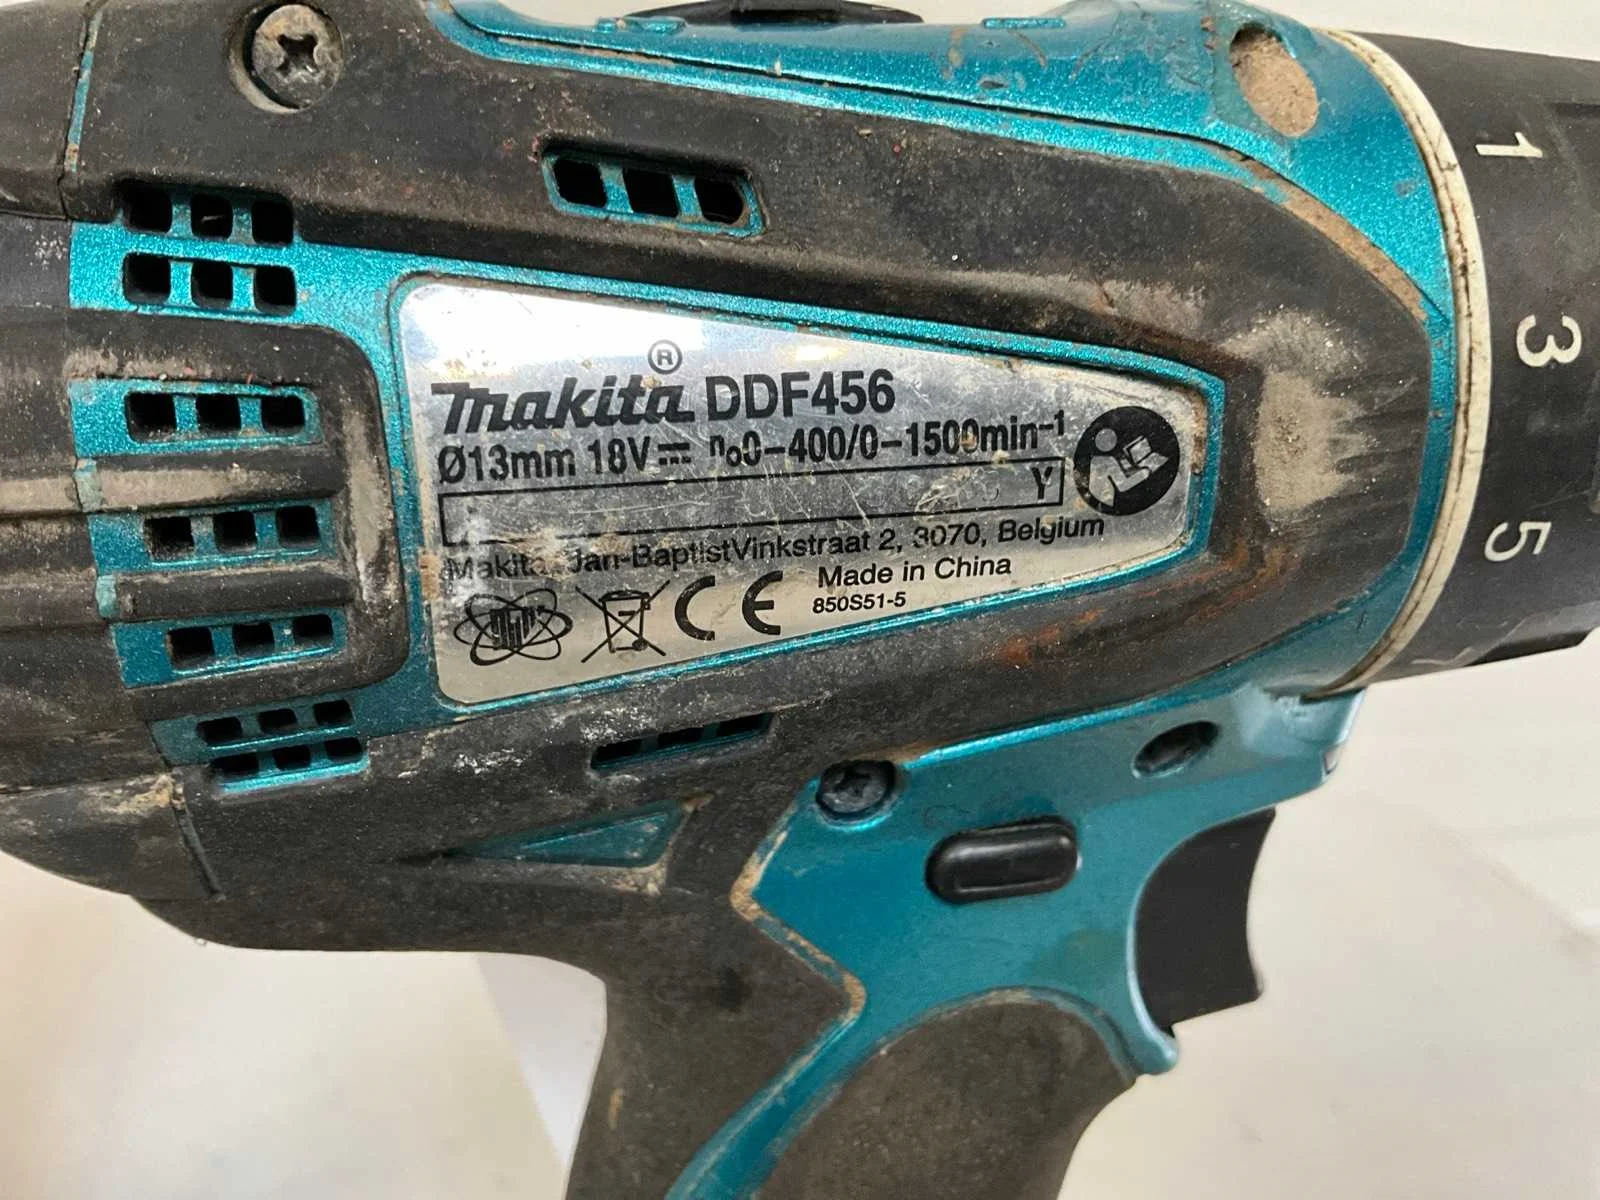 makita® DDF456
Ø13mm 18V⎓ n₀0-400/0-1500min⁻¹
Y
Makita Jan-BaptistVinkstraat 2, 3070, Belgium
Made in China
850S51-5
CE
1
3
5
7